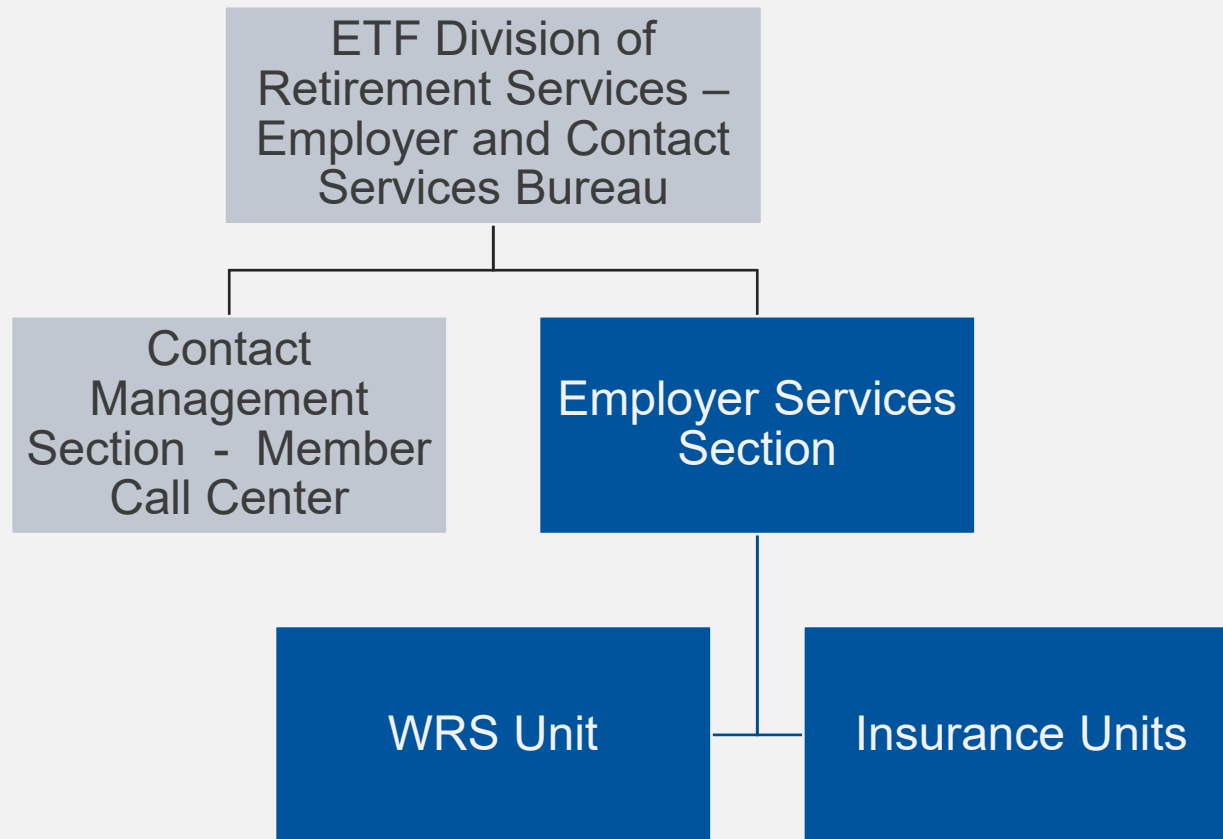 ETF Division of
Retirement Services –
Employer and Contact
Services Bureau
Contact
Management
Section - Member
Call Center
Employer Services
Section
WRS Unit
Insurance Units